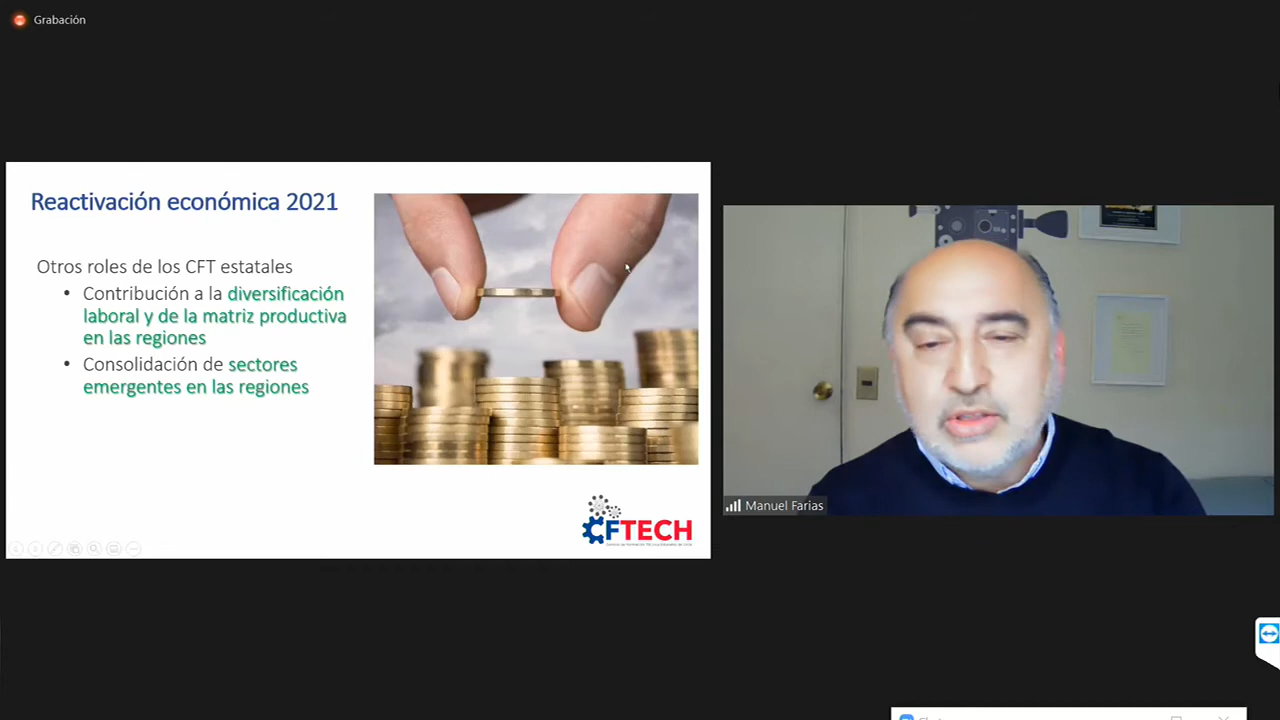 Grabación
Reactivación económica 2021
Otros roles de los CFT estatales
• Contribución a la diversificación
laboral y de la matriz productiva
en las regiones
• Consolidación de sectores
emergentes en las regiones
CFTECH
Manuel Farias